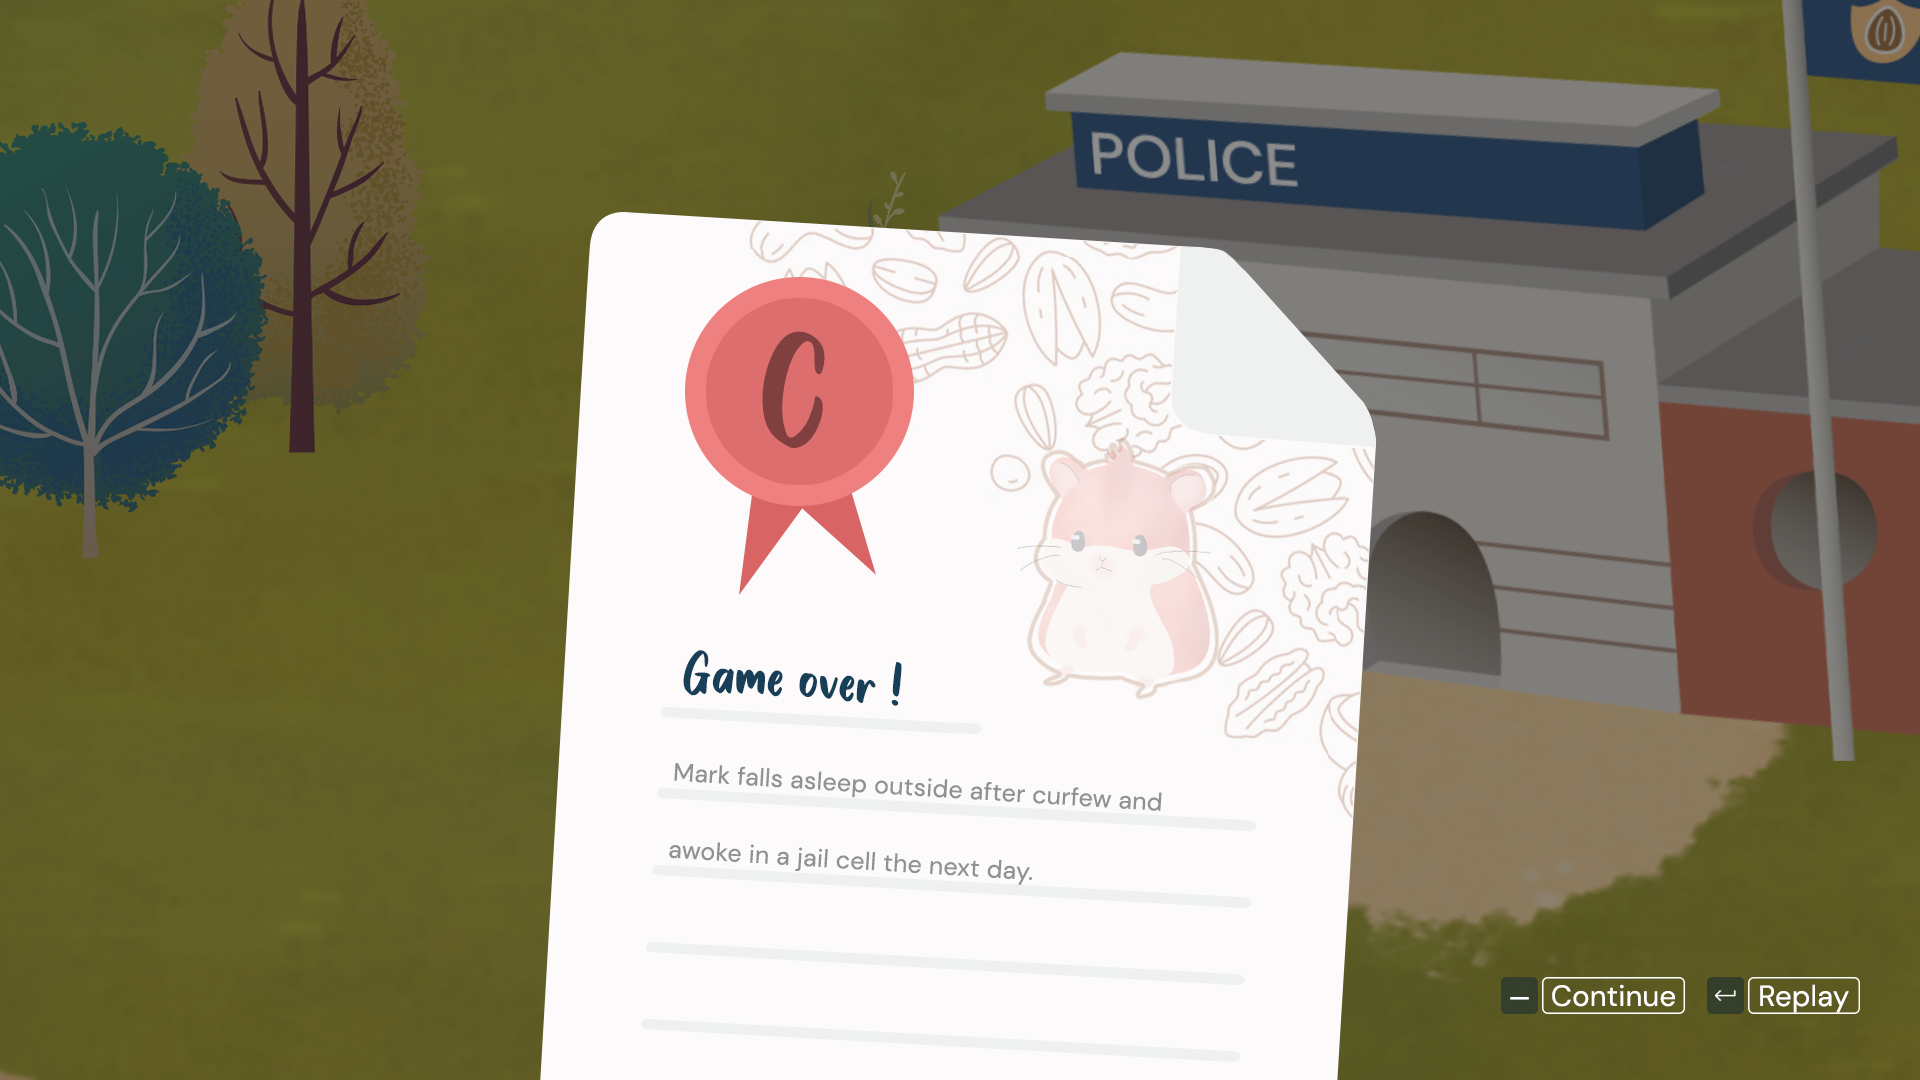 POLICE
C
Game over !
Mark falls asleep outside after curfew and
awoke in a jail cell the next day.
Continue
Replay